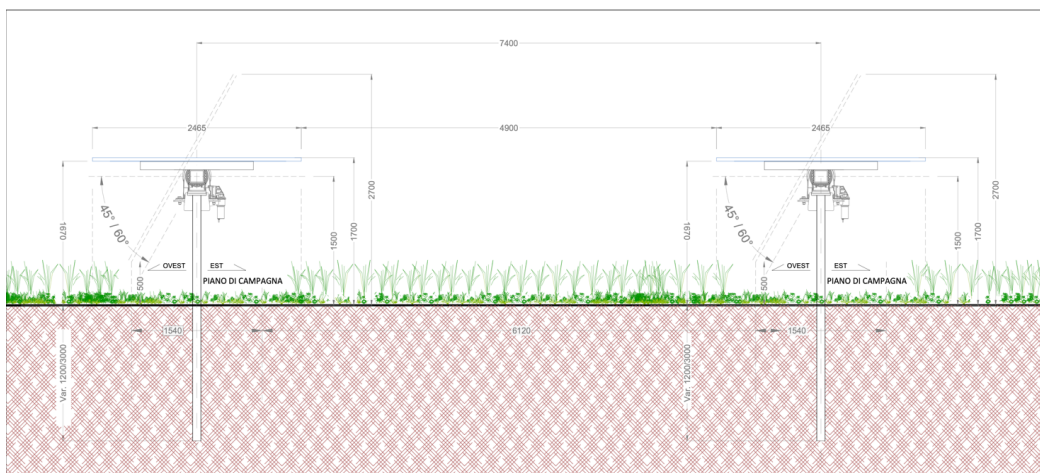 7400
2465
4900
2465
2700
2700
1670
45° / 60°
1500
1700
1670
45° / 60°
1500
1700
OVEST
EST
OVEST
EST
500
PIANO DI CAMPAGNA
500
PIANO DI CAMPAGNA
1540
6120
1540
Var. 1200/3000
Var. 1200/3000